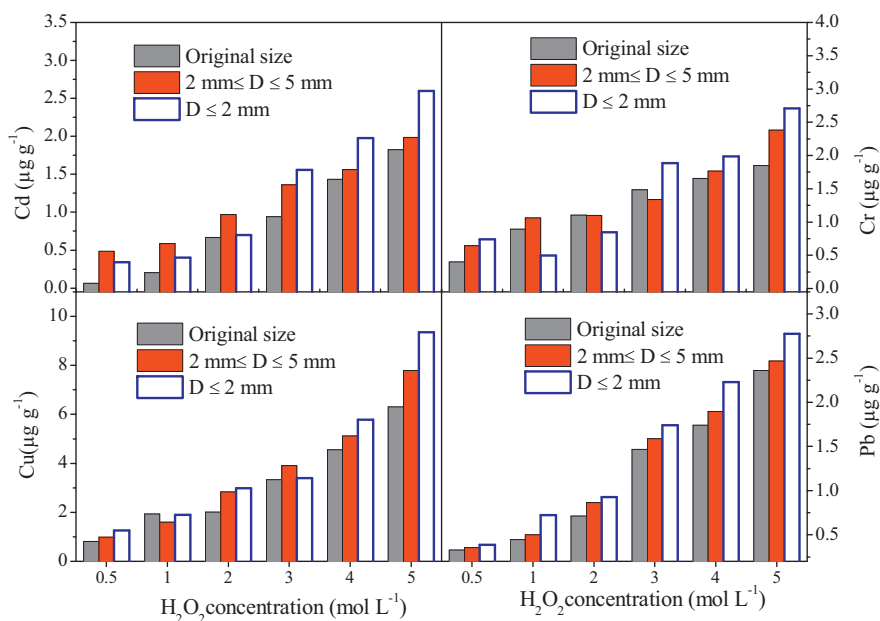 Cd (µg g⁻¹)
3.5
3.0
2.5
2.0
1.5
1.0
0.5
0.0
Original size
2 mm≤ D ≤ 5 mm
D ≤ 2 mm
Original size
2 mm≤ D ≤ 5 mm
D ≤ 2 mm
4.0
3.5
3.0
2.5
2.0
1.5
1.0
0.5
0.0
Cr (µg g⁻¹)
Cu(µg g⁻¹)
10
8
6
4
2
0
Original size
2 mm≤ D ≤ 5 mm
D ≤ 2 mm
0.5 1 2 3 4 5
H₂O₂concentration (mol L⁻¹)
Original size
2 mm≤ D ≤ 5 mm
D ≤ 2 mm
3.0
2.5
2.0
1.5
1.0
0.5
Pb (µg g⁻¹)
0.5 1 2 3 4 5
H₂O₂concentration (mol L⁻¹)